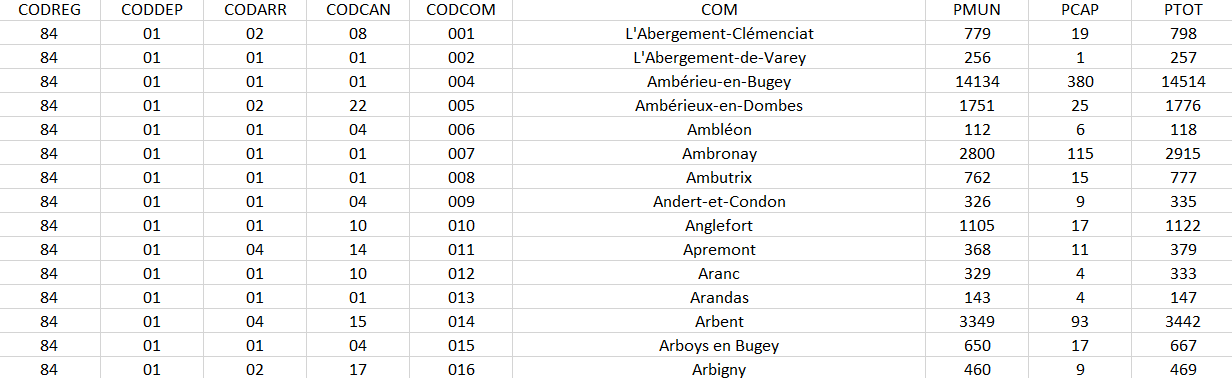 CODREG CODDEP CODARR CODCAN CODCOM COM PMUN PCAP PTOT
84 01 02 08 001 L'Abergement-Clémenciat 779 19 798
84 01 01 01 002 L'Abergement-de-Varey 256 1 257
84 01 01 01 004 Ambérieu-en-Bugey 14134 380 14514
84 01 02 22 005 Ambérieux-en-Dombes 1751 25 1776
84 01 01 04 006 Ambléon 112 6 118
84 01 01 01 007 Ambronay 2800 115 2915
84 01 01 01 008 Ambutrix 762 15 777
84 01 01 04 009 Andert-et-Condon 326 9 335
84 01 01 10 010 Anglefort 1105 17 1122
84 01 04 14 011 Apremont 368 11 379
84 01 01 10 012 Aranc 329 4 333
84 01 01 01 013 Arandas 143 4 147
84 01 04 15 014 Arbent 3349 93 3442
84 01 01 04 015 Arboys en Bugey 650 17 667
84 01 02 17 016 Arbigny 460 9 469